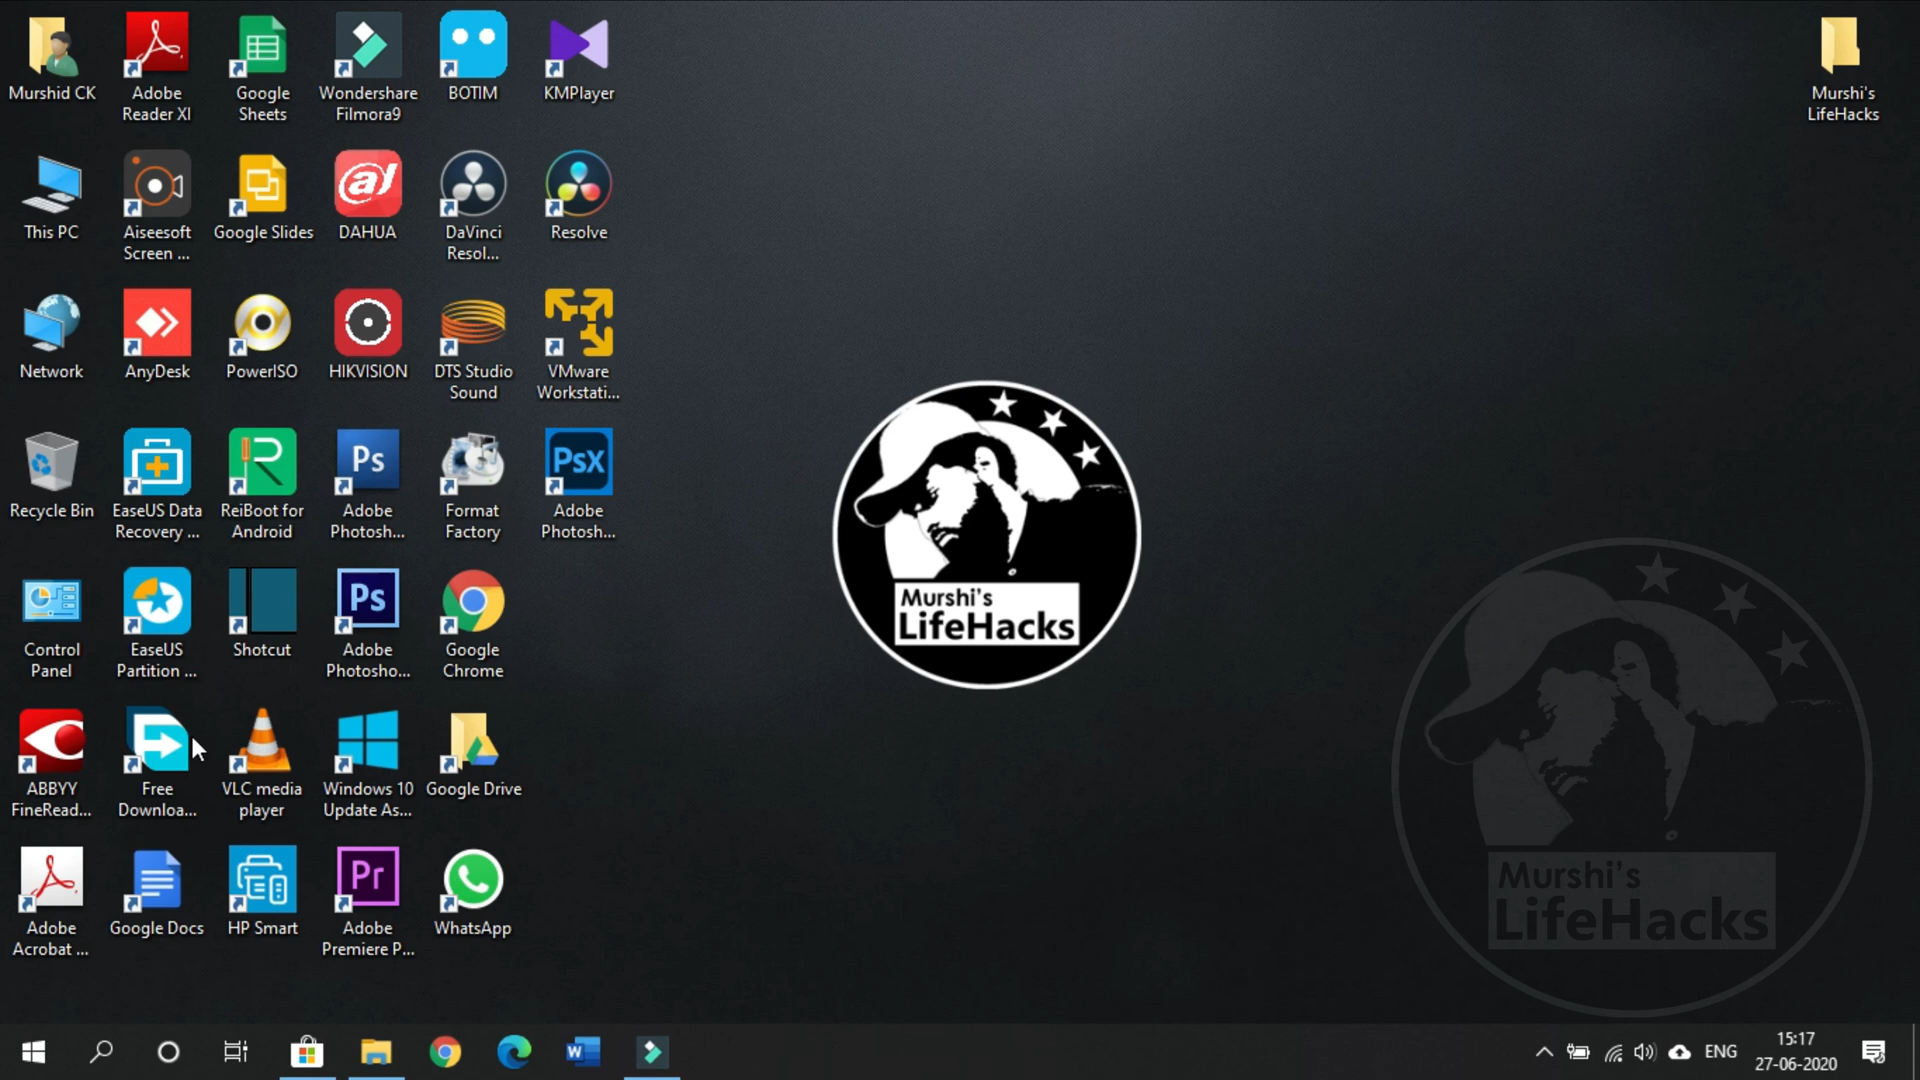 Murshid CK
Adobe
Reader XI
Google
Sheets
Wondershare
Filmora9
BOTIM
KMPlayer
Murshi's
LifeHacks
This PC
Aiseesoft
Screen ...
Google Slides
DAHUA
DaVinci
Resol...
Resolve
Network
AnyDesk
PowerISO
HIKVISION
DTS Studio
Sound
VMware
Workstati...
Ps
Psx
Recycle Bin
EaseUS Data
Recovery ...
ReiBoot for
Android
Adobe
Photosh...
Format
Factory
Adobe
Photosh...
Murshi's
LifeHacks
Ps
Control
Panel
EaseUS
Partition ...
Shotcut
Adobe
Photosho...
Google
Chrome
ABBYY
FineRead...
Free
Downloa...
VLC media
player
Windows 10
Update As...
Google Drive
Pr
Adobe
Acrobat ...
Google Docs
HP Smart
Adobe
Premiere P...
WhatsApp
Murshi's
LifeHacks
W
ENG
15:17
27-06-2020